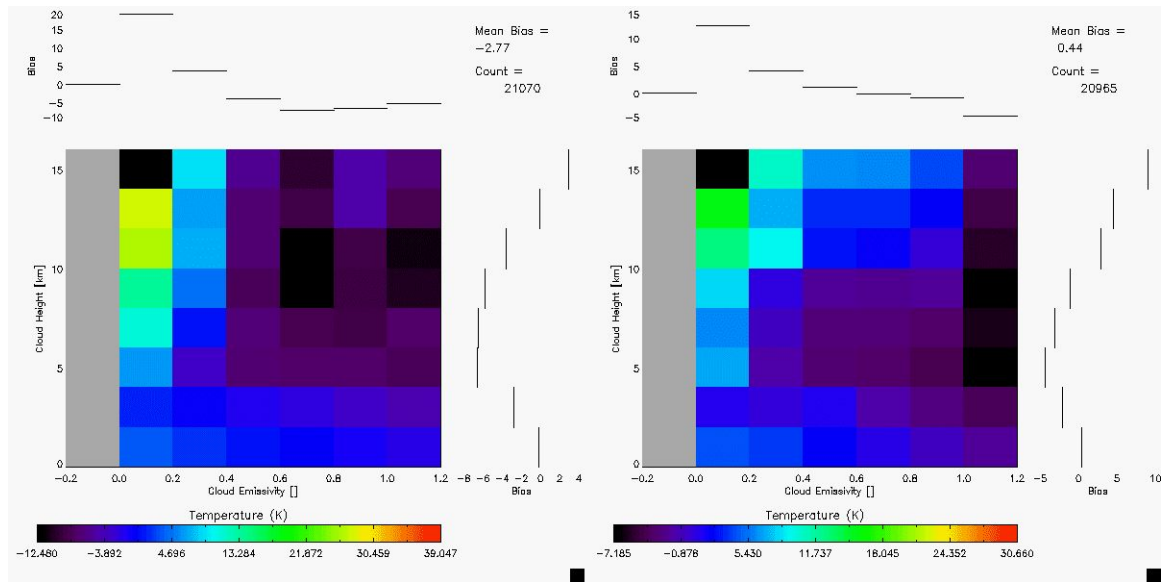 20
15
10
5
0
−5
−10
Bias
Mean Bias =
−2.77
Count =
21070
15
10
5
0
Cloud Height [km]
−0.2 0.0 0.2 0.4 0.6 0.8 1.0 1.2
Cloud Emissivity []
−8 −6 −4 −2 0 2 4
Bias
Temperature (K)
−12.480 −3.892 4.696 13.284 21.872 30.459 39.047
15
10
5
0
−5
Bias
Mean Bias =
0.44
Count =
20965
15
10
5
0
Cloud Height [km]
−0.2 0.0 0.2 0.4 0.6 0.8 1.0 1.2
Cloud Emissivity []
−5 0 5 10
Bias
Temperature (K)
−7.185 −0.878 5.430 11.737 18.045 24.352 30.660